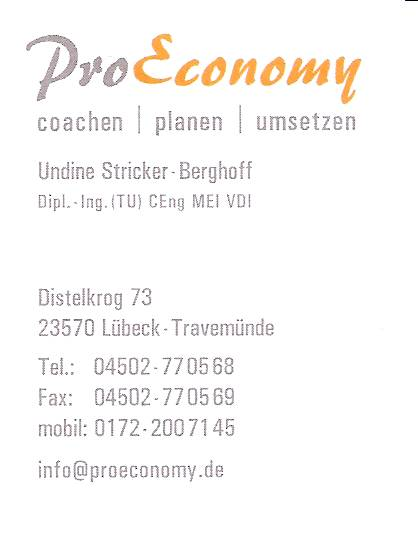 ProEconomy
coachen | planen | umsetzen
Undine Stricker-Berghoff
Dipl.-Ing.(TU) CEng MEI VDI
Distelkrog 73
23570 Lübeck-Travemünde
Tel.: 04502-770568
Fax: 04502-770569
mobil: 0172-2007145
info@proeconomy.de